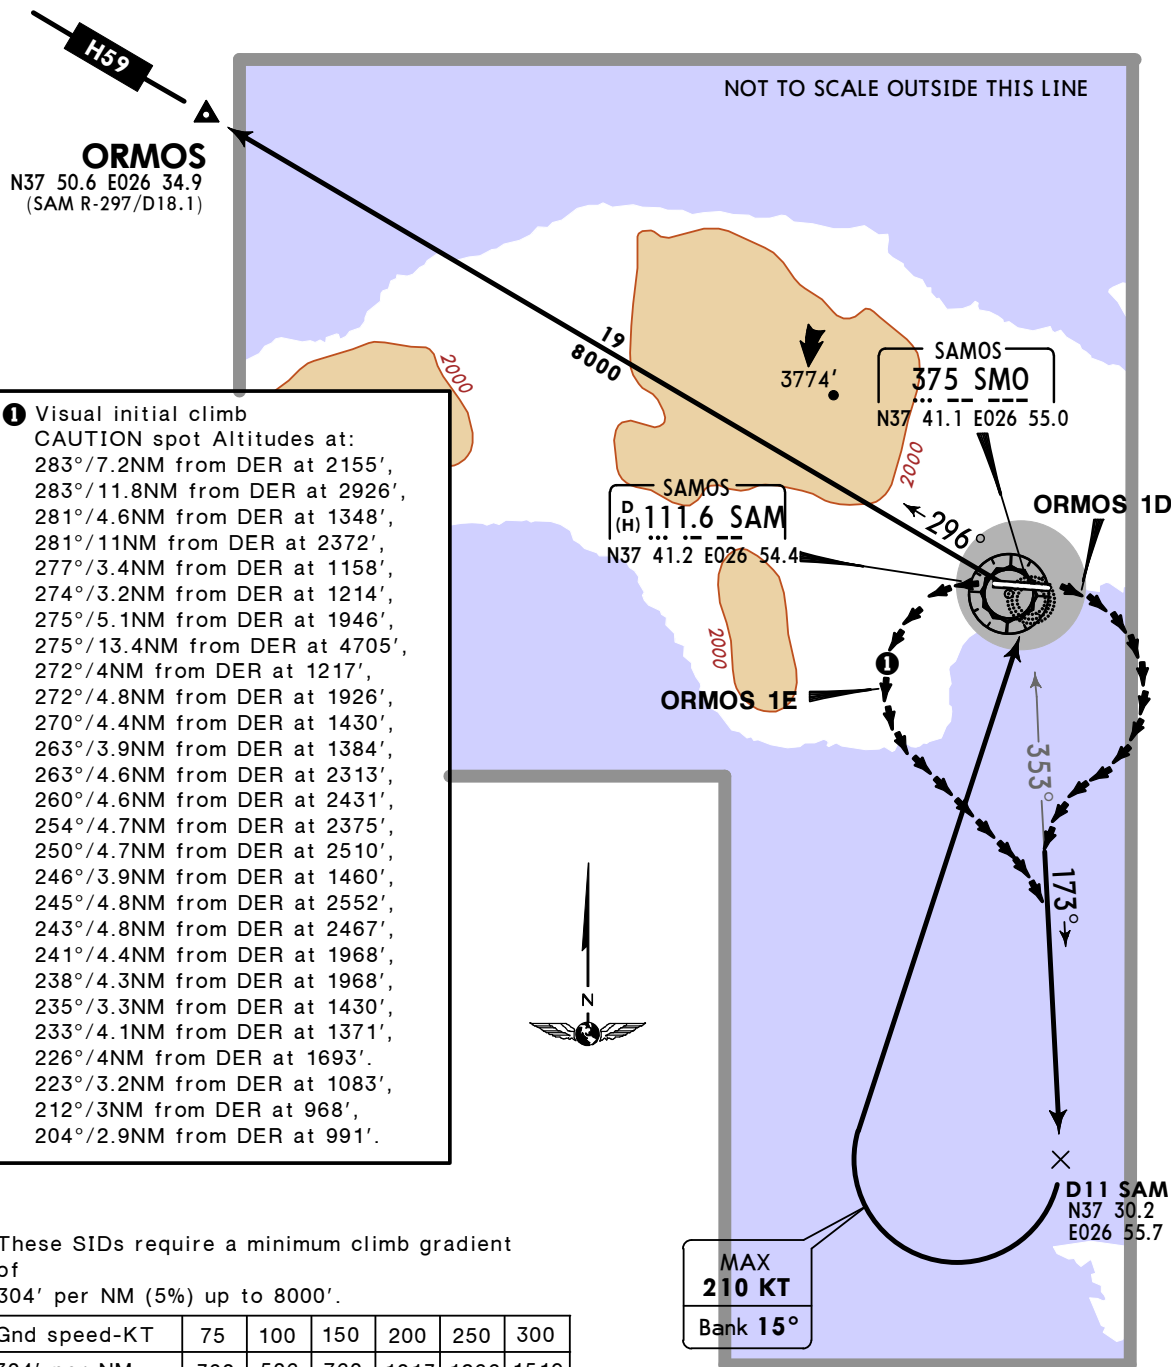 H59
NOT TO SCALE OUTSIDE THIS LINE
ORMOS
N37 50.6 E026 34.9
(SAM R-297/D18.1)
19
8000
2000
3774'
SAMOS
375 SMO
N37 41.1 E026 55.0
2000
SAMOS
D
(H) 111.6 SAM
N37 41.2 E026 54.4
296°
ORMOS 1D
2000
1
ORMOS 1E
353°
173°
1 Visual initial climb
CAUTION spot Altitudes at:
283°/7.2NM from DER at 2155',
283°/11.8NM from DER at 2926',
281°/4.6NM from DER at 1348',
281°/11NM from DER at 2372',
277°/3.4NM from DER at 1158',
274°/3.2NM from DER at 1214',
275°/5.1NM from DER at 1946',
275°/13.4NM from DER at 4705',
272°/4NM from DER at 1217',
272°/4.8NM from DER at 1926',
270°/4.4NM from DER at 1430',
263°/3.9NM from DER at 1384',
263°/4.6NM from DER at 2313',
260°/4.6NM from DER at 2431',
254°/4.7NM from DER at 2375',
250°/4.7NM from DER at 2510',
246°/3.9NM from DER at 1460',
245°/4.8NM from DER at 2552',
243°/4.8NM from DER at 2467',
241°/4.4NM from DER at 1968',
238°/4.3NM from DER at 1968',
235°/3.3NM from DER at 1430',
233°/4.1NM from DER at 1371',
226°/4NM from DER at 1693'.
223°/3.2NM from DER at 1083',
212°/3NM from DER at 968',
204°/2.9NM from DER at 991'.
N
D11 SAM
N37 30.2
E026 55.7
MAX
210 KT
Bank 15°
These SIDs require a minimum climb gradient
of
304' per NM (5%) up to 8000'.
Gnd speed-KT 75 100 150 200 250 300
304' per NM